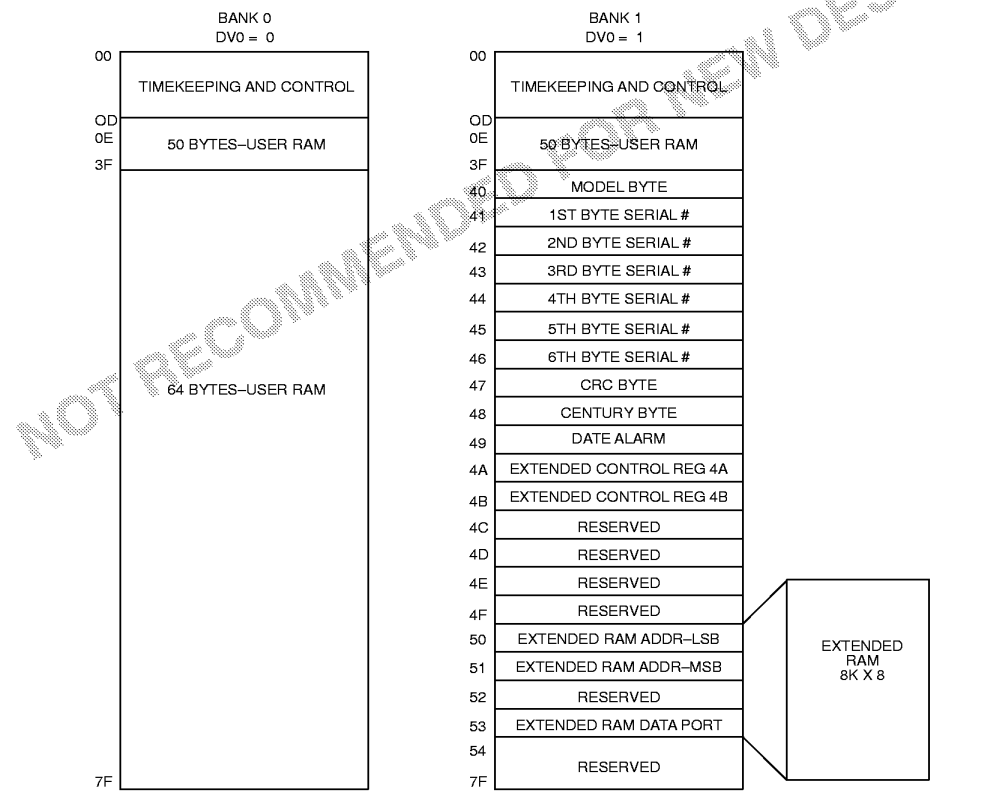 BANK 0
DV0 = 0
00
TIMEKEEPING AND CONTROL
OD
0E
50 BYTES–USER RAM
3F
64 BYTES–USER RAM
7F
BANK 1
DV0 = 1
00
TIMEKEEPING AND CONTROL
OD
0E
50 BYTES–USER RAM
3F
40 MODEL BYTE
41 1ST BYTE SERIAL #
42 2ND BYTE SERIAL #
43 3RD BYTE SERIAL #
44 4TH BYTE SERIAL #
45 5TH BYTE SERIAL #
46 6TH BYTE SERIAL #
47 CRC BYTE
48 CENTURY BYTE
49 DATE ALARM
4A EXTENDED CONTROL REG 4A
4B EXTENDED CONTROL REG 4B
4C RESERVED
4D RESERVED
4E RESERVED
4F RESERVED
50 EXTENDED RAM ADDR–LSB
51 EXTENDED RAM ADDR–MSB
52 RESERVED
53 EXTENDED RAM DATA PORT
54
RESERVED
7F
EXTENDED
RAM
8K X 8
NOT RECOMMENDED FOR NEW DES